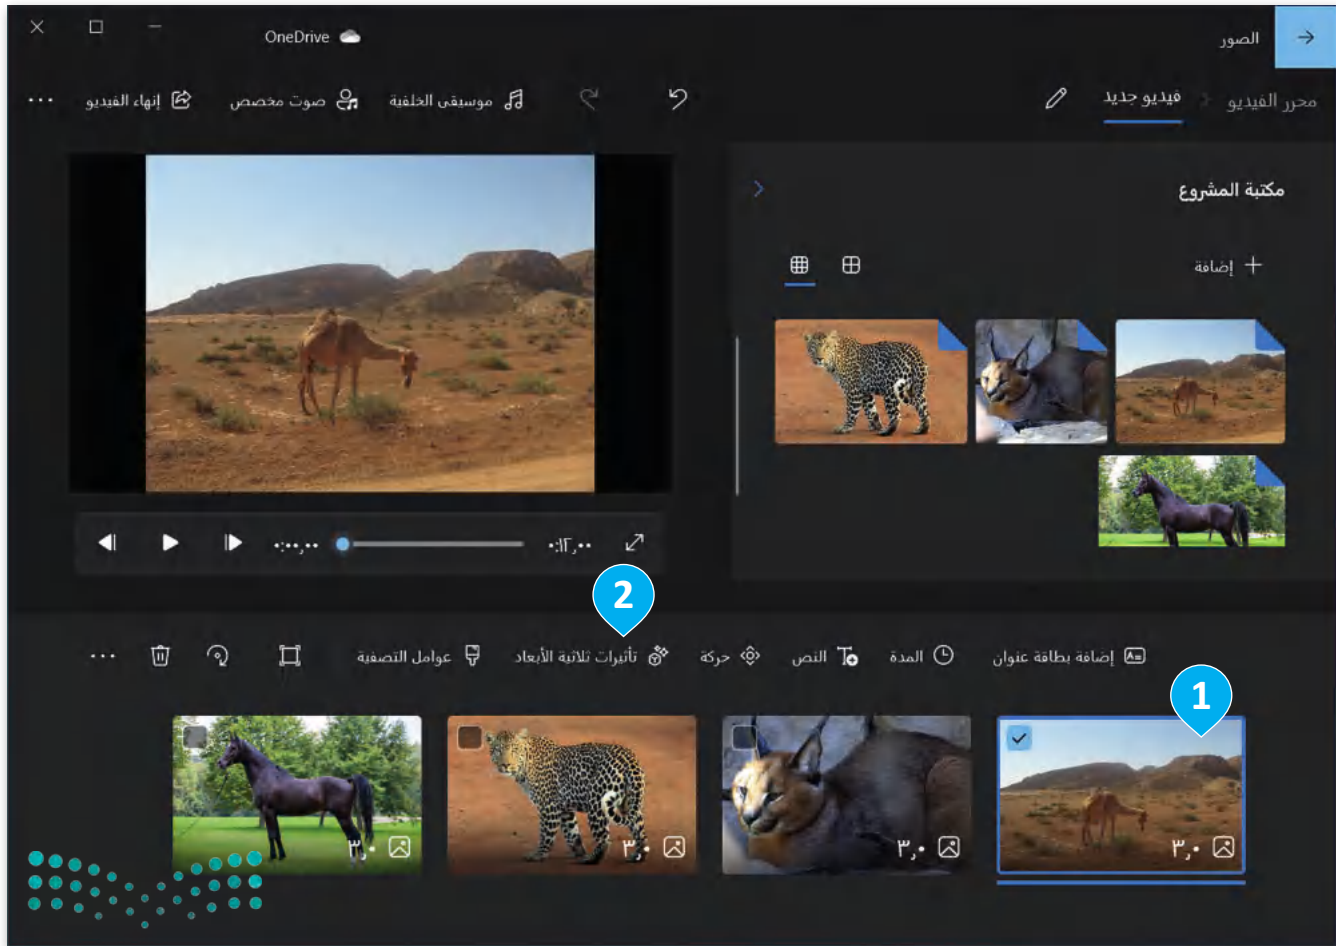 الصور
OneDrive
محرر الفيديو
فيديو جديد
موسيقى الخلفية
صوت مخصص
إنهاء الفيديو
مكتبة المشروع
إضافة
٠:٠٠٫٠٠
٠:١٢٫٠٠
2
إضافة بطاقة عنوان
المدة
النص
حركة
تأثيرات ثلاثية الأبعاد
عوامل التصفية
1
٣٫٠
٣٫٠
٣٫٠
٣٫٠